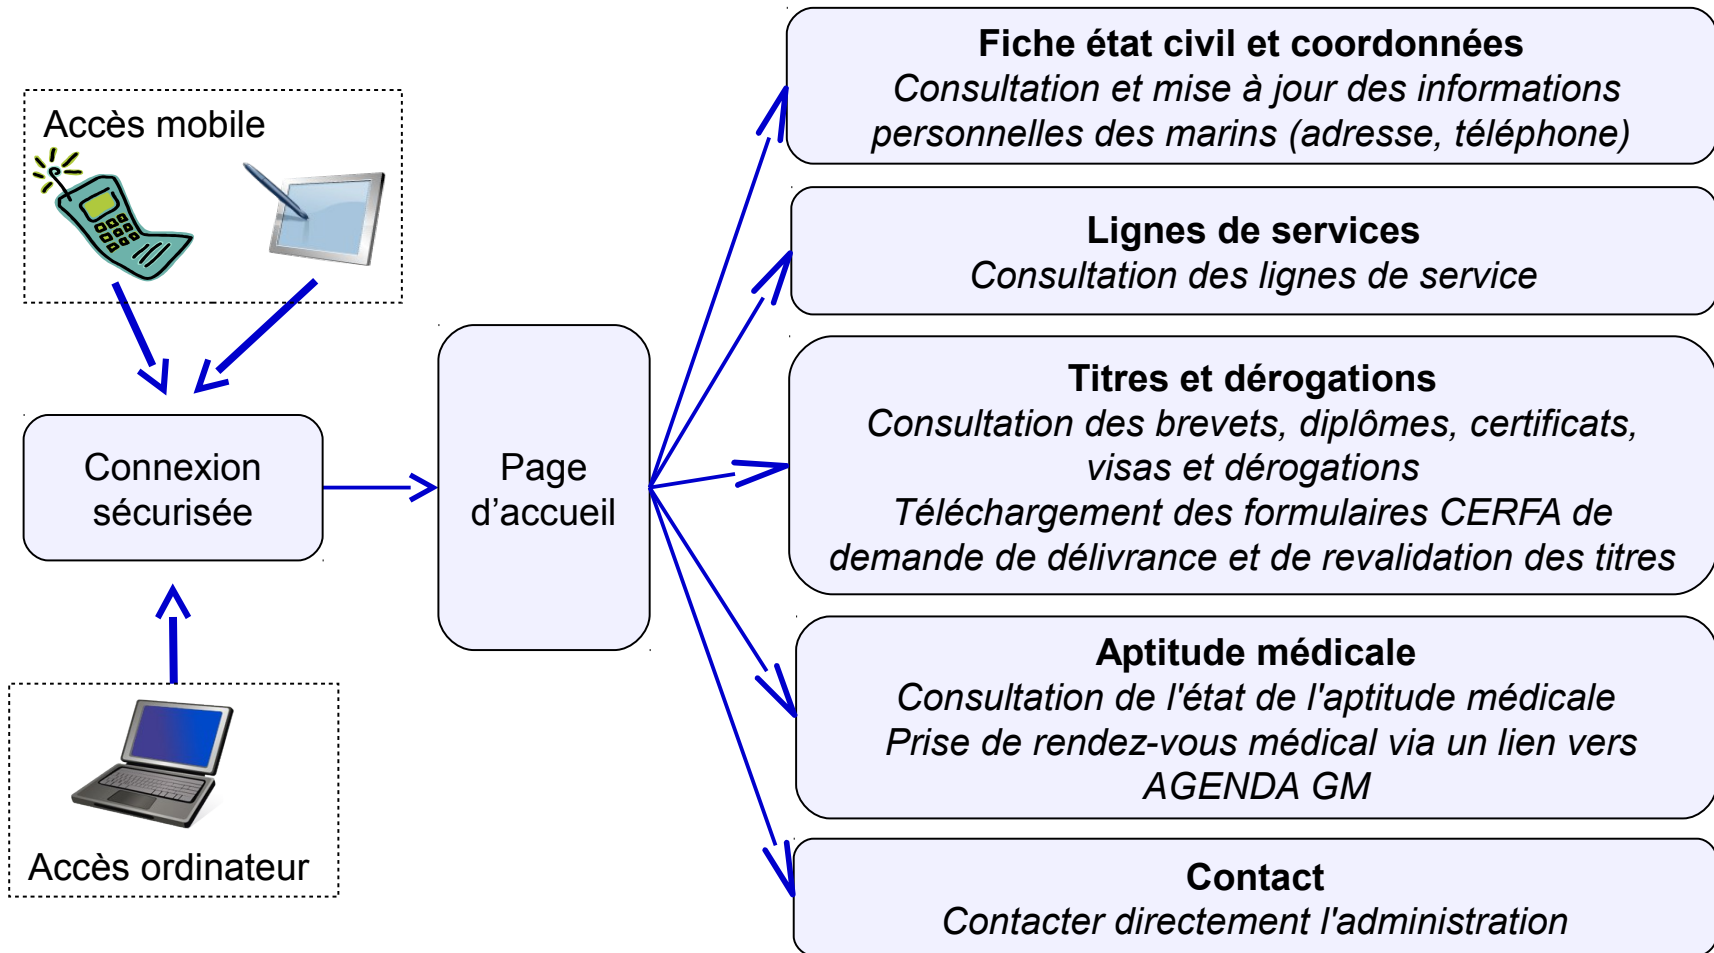 Accès mobile
Connexion
sécurisée
Accès ordinateur
Page
d’accueil
Fiche état civil et coordonnées
Consultation et mise à jour des informations
personnelles des marins (adresse, téléphone)
Lignes de services
Consultation des lignes de service
Titres et dérogations
Consultation des brevets, diplômes, certificats,
visas et dérogations
Téléchargement des formulaires CERFA de
demande de délivrance et de revalidation des titres
Aptitude médicale
Consultation de l'état de l'aptitude médicale
Prise de rendez-vous médical via un lien vers
AGENDA GM
Contact
Contacter directement l'administration